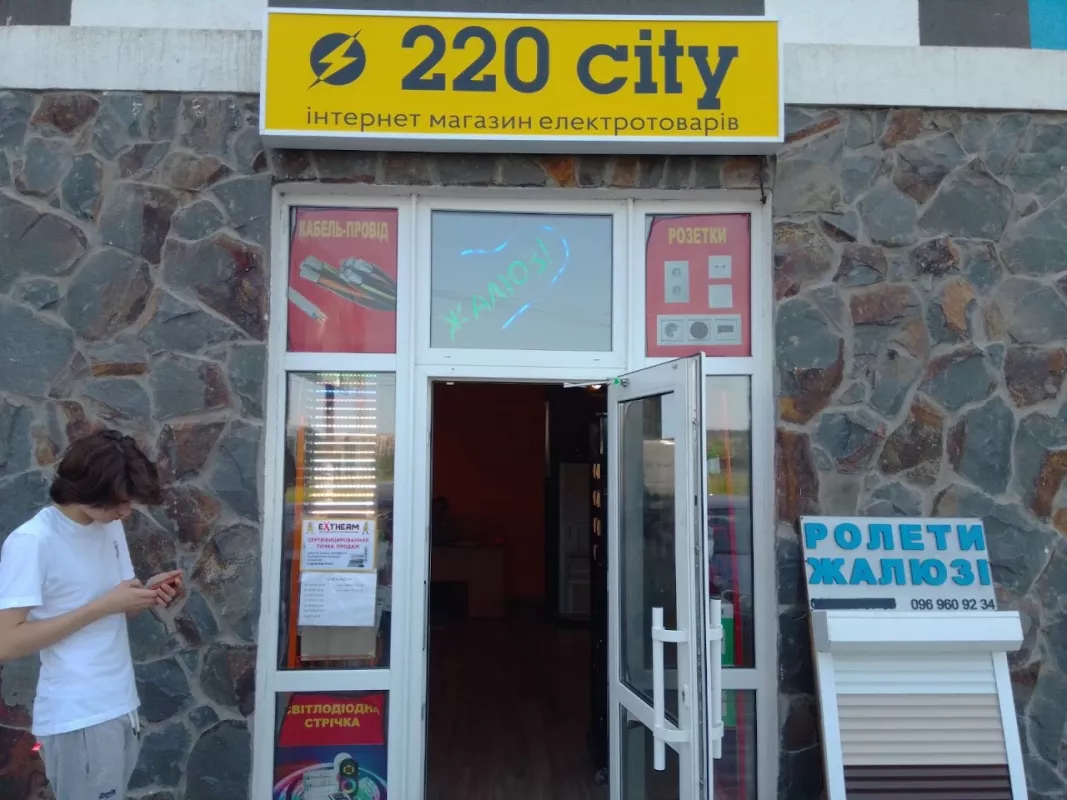 220 city
інтернет магазин електротоварів
КАБЕЛЬ-ПРОВІД
ЖАЛЮЗІ
РОЗЕТКИ
EXTHERM
СЕРТИФИЦИРОВАННАЯ
ТОЧКА ПРОДАЖ
СВІТЛОДІОДНА
СТРІЧКА
РОЛЕТИ
ЖАЛЮЗІ
096 960 92 34